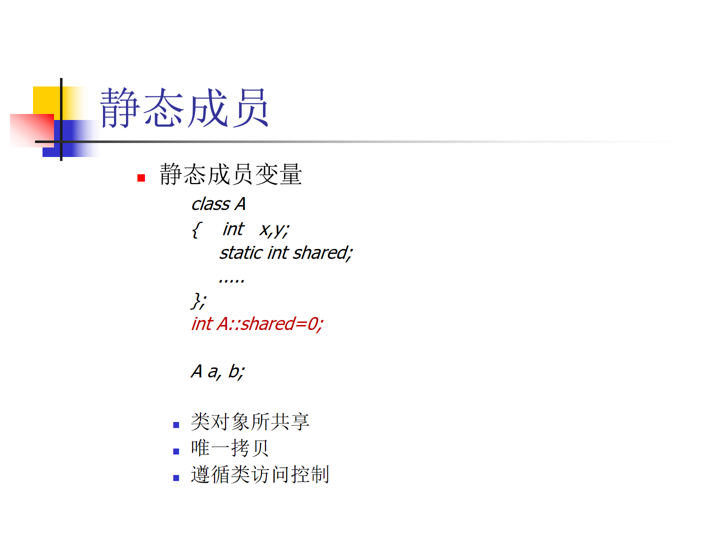 静态成员
静态成员变量
class A
{ int x,y;
static int shared;
.....
};
int A::shared=0;
A a, b;
类对象所共享
唯一拷贝
遵循类访问控制